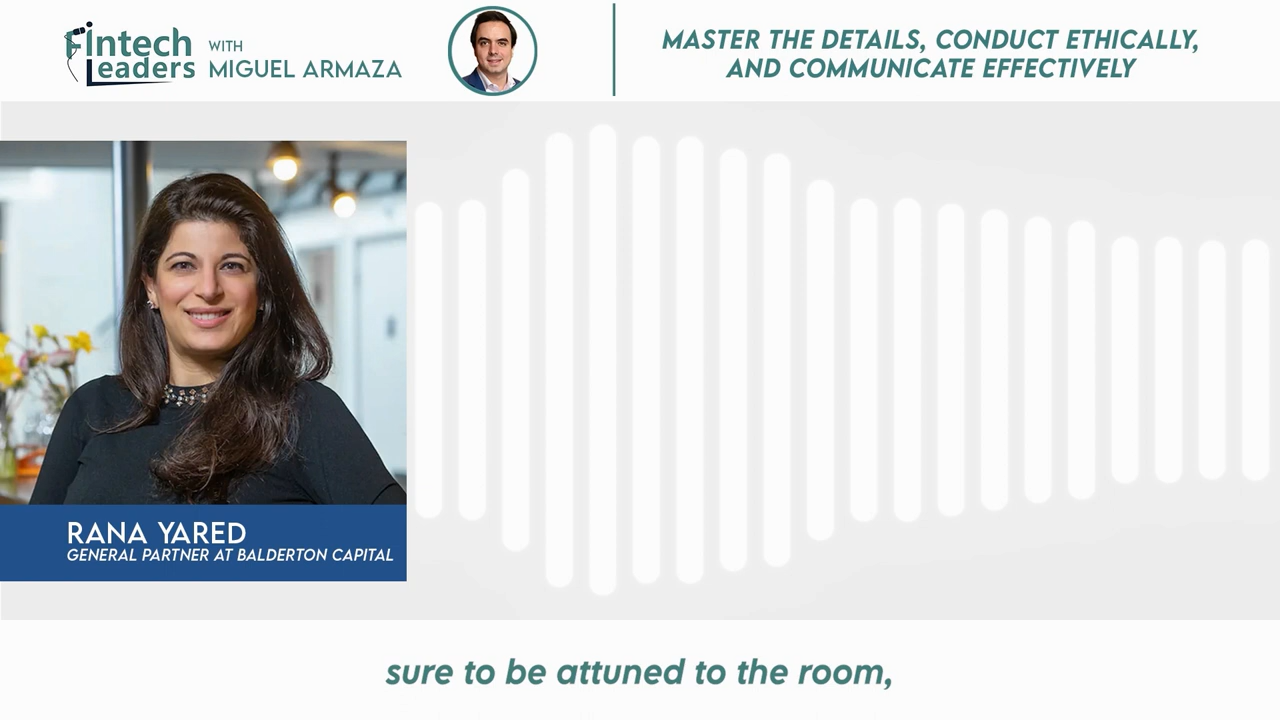 Fintech
Leaders
WITH
MIGUEL ARMAZA
MASTER THE DETAILS, CONDUCT ETHICALLY,
AND COMMUNICATE EFFECTIVELY
RANA YARED
GENERAL PARTNER AT BALDERTON CAPITAL
sure to be attuned to the room,